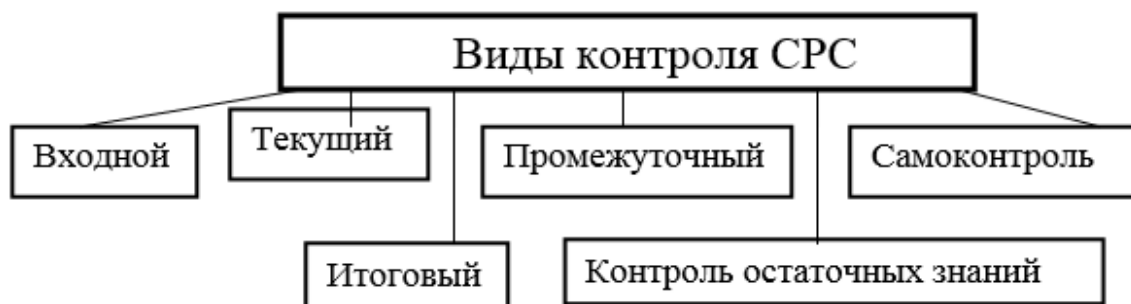 Виды контроля СРС
Входной
Текущий
Промежуточный
Самоконтроль
Итоговый
Контроль остаточных знаний